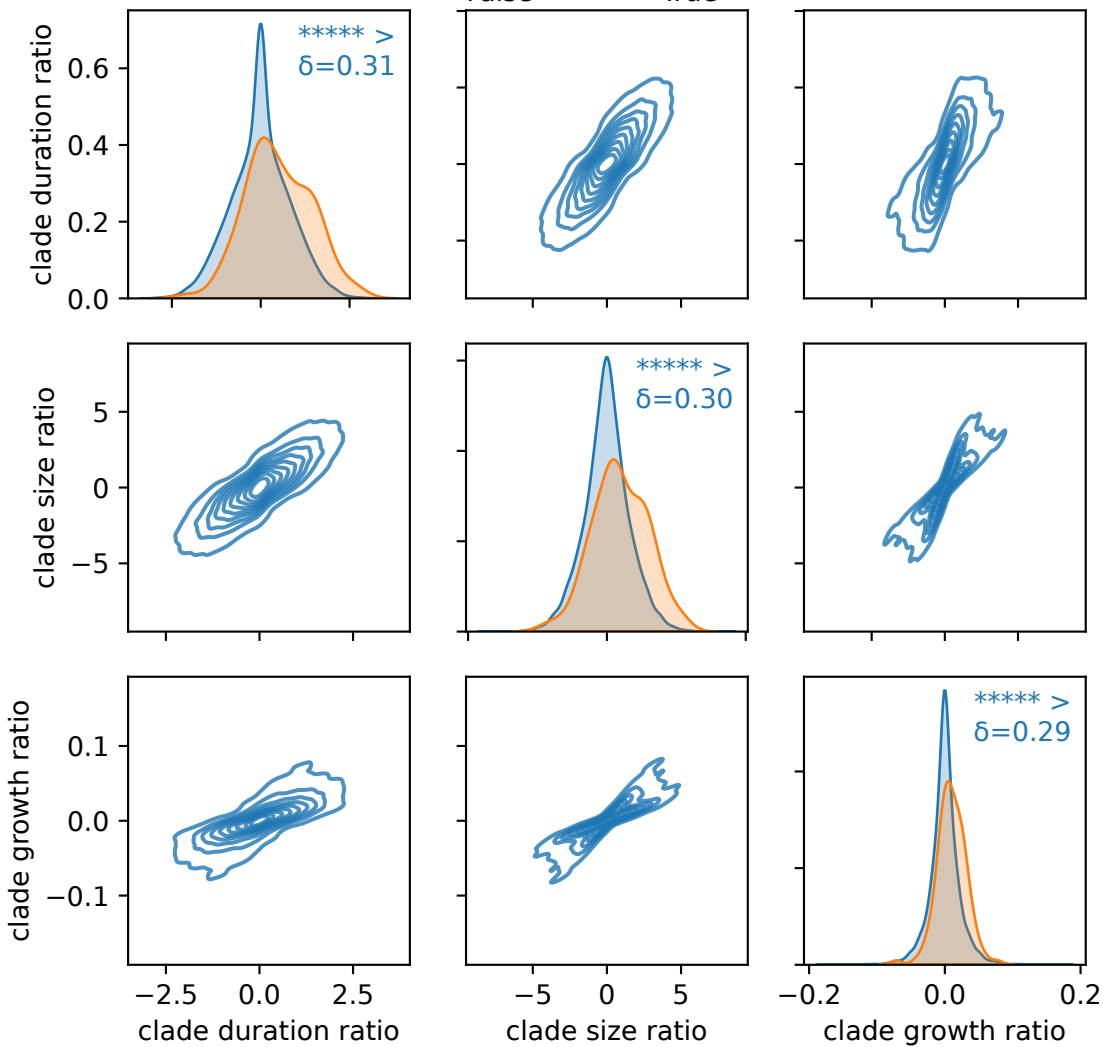 clade duration ratio
0.6
0.4
0.2
0.0
***** >
δ=0.31
clade size ratio
5
0
−5
***** >
δ=0.30
clade growth ratio
0.1
0.0
−0.1
***** >
δ=0.29
−2.5 0.0 2.5
−5 0 5
−0.2 0.0 0.2
clade duration ratio
clade size ratio
clade growth ratio